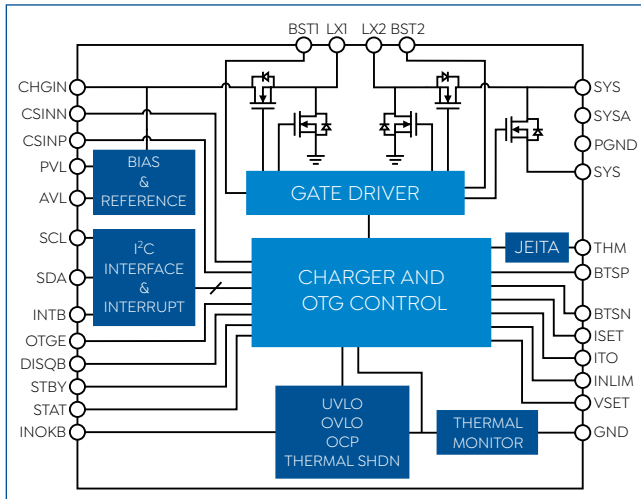 BST1 LX1 LX2 BST2
CHGIN
CSINN
CSINP
PVL
AVL
SCL
SDA
INTB
OTGE
DISQB
STBY
STAT
INOKB
BIAS
&
REFERENCE
I²C
INTERFACE
&
INTERRUPT
GATE DRIVER
CHARGER AND
OTG CONTROL
JEITA
UVLO
OVLO
OCP
THERMAL SHDN
THERMAL
MONITOR
SYS
SYSA
PGND
SYS
THM
BTSP
BTSN
ISET
ITO
INLIM
VSET
GND